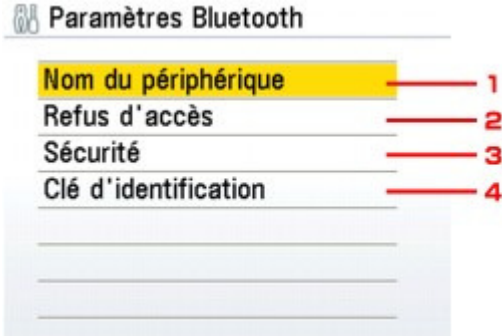 Paramètres Bluetooth
Nom du périphérique 1
Refus d'accès 2
Sécurité 3
Clé d'identification 4